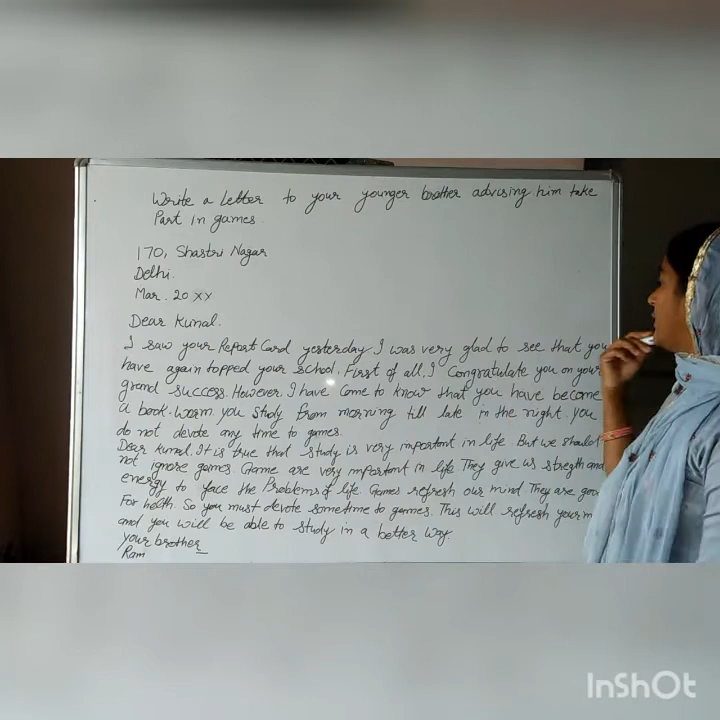 Write a letter to your younger brother advising him take
Part in games.
170, Shastri Nagar
Delhi.
Mar. 20XX
Dear Kunal.
I saw your Report Card yesterday I was very glad to see that you
have again topped your school. First of all, I Congratulate you on your
grand success. However, I have come to know that you have become
a book-worm. you study from morning till late in the night. you
do not devote any time to games.
Dear Kunal. It is true that study is very important in life. But we should
not ignore games. Game are very important in life. They give us and
energy to face the Problems of life. Games refresh our mind. They are
For So you must devote sometime to games. This will refresh your
and you will be able to study in a better way.
your brother
Ram
InShOt